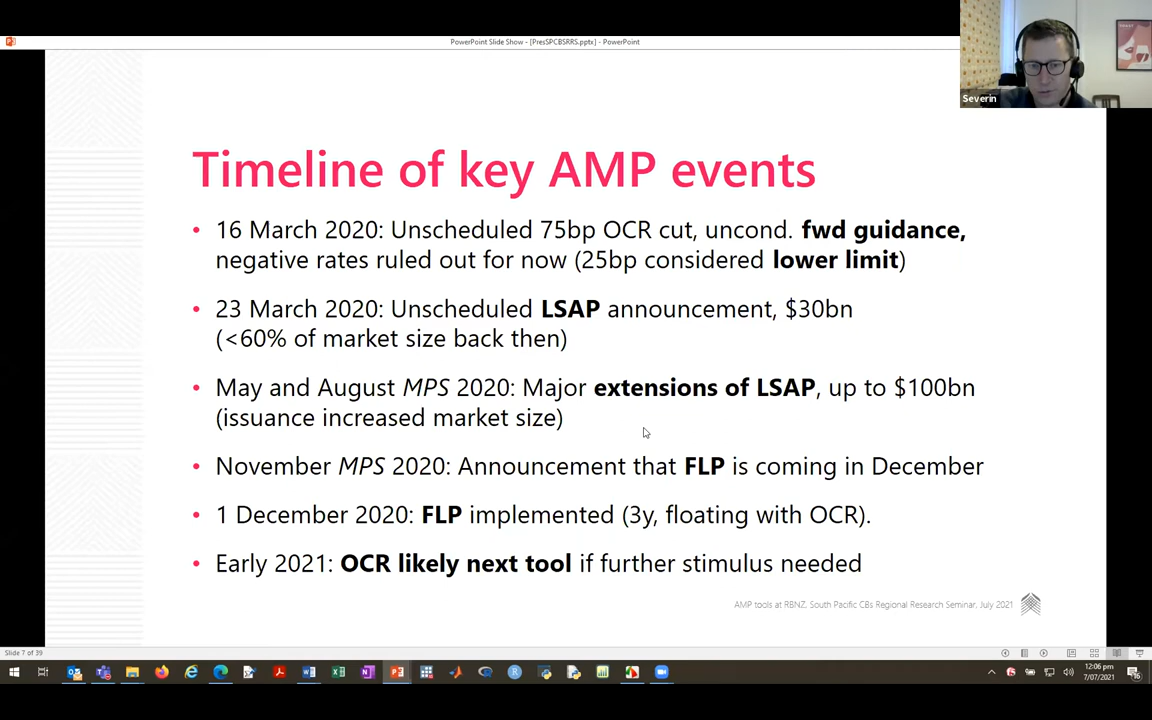 PowerPoint Slide Show - [PresSPCBSRRS.pptx] - PowerPoint
Severin
Timeline of key AMP events
• 16 March 2020: Unscheduled 75bp OCR cut, uncond. fwd guidance,
negative rates ruled out for now (25bp considered lower limit)
• 23 March 2020: Unscheduled LSAP announcement, $30bn
(<60% of market size back then)
• May and August MPS 2020: Major extensions of LSAP, up to $100bn
(issuance increased market size)
• November MPS 2020: Announcement that FLP is coming in December
• 1 December 2020: FLP implemented (3y, floating with OCR).
• Early 2021: OCR likely next tool if further stimulus needed
AMP tools at RBNZ. South Pacific CBs Regional Research Seminar. July 2021
Slide 7 of 39
12:06 pm
7/07/2021